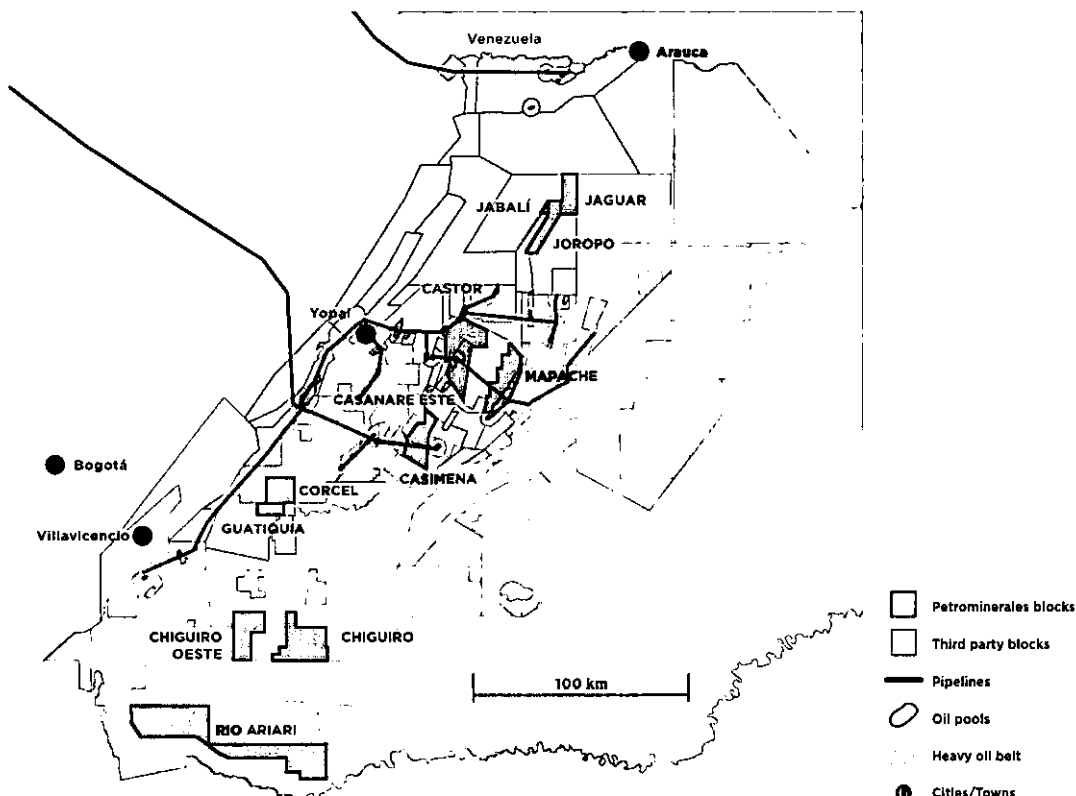 Venezuela
Arauca
JABALÍ
JAGUAR
JOROPO
CASTOR
Yopal
MAPACHE
CASANARE ESTE
Bogotá
CASIMENA
CORCEL
GUATIQUIA
Villavicencio
CHIGUIRO
OESTE
CHIGUIRO
RIO ARIARI
100 km
Petrominerales blocks
Third party blocks
Pipelines
Oil pools
Heavy oil belt
Cities/Towns